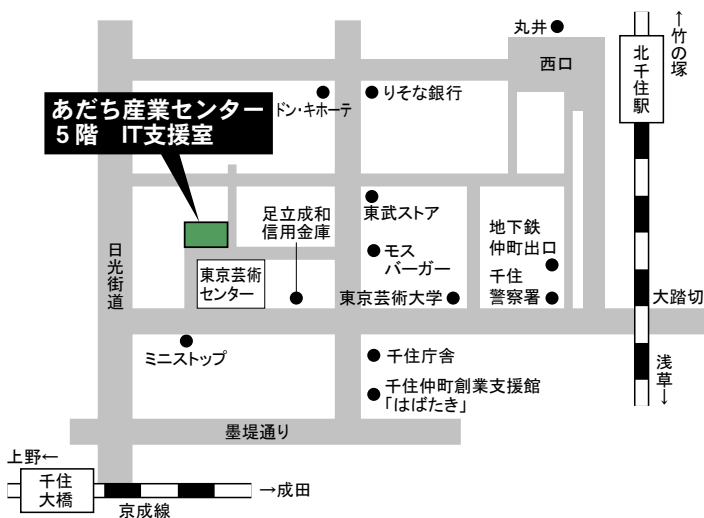 ↑竹の塚
丸井
西口
北千住駅
あだち産業センター
5階　IT支援室
ドン・キホーテ
りそな銀行
東武ストア
足立成和
信用金庫
地下鉄
仲町出口
モス
バーガー
日光街道
東京芸術
センター
千住
警察署
東京芸術大学
大踏切
ミニストップ
千住庁舎
浅草↓
千住仲町創業支援館
「はばたき」
墨堤通り
上野←
千住
大橋
→成田
京成線